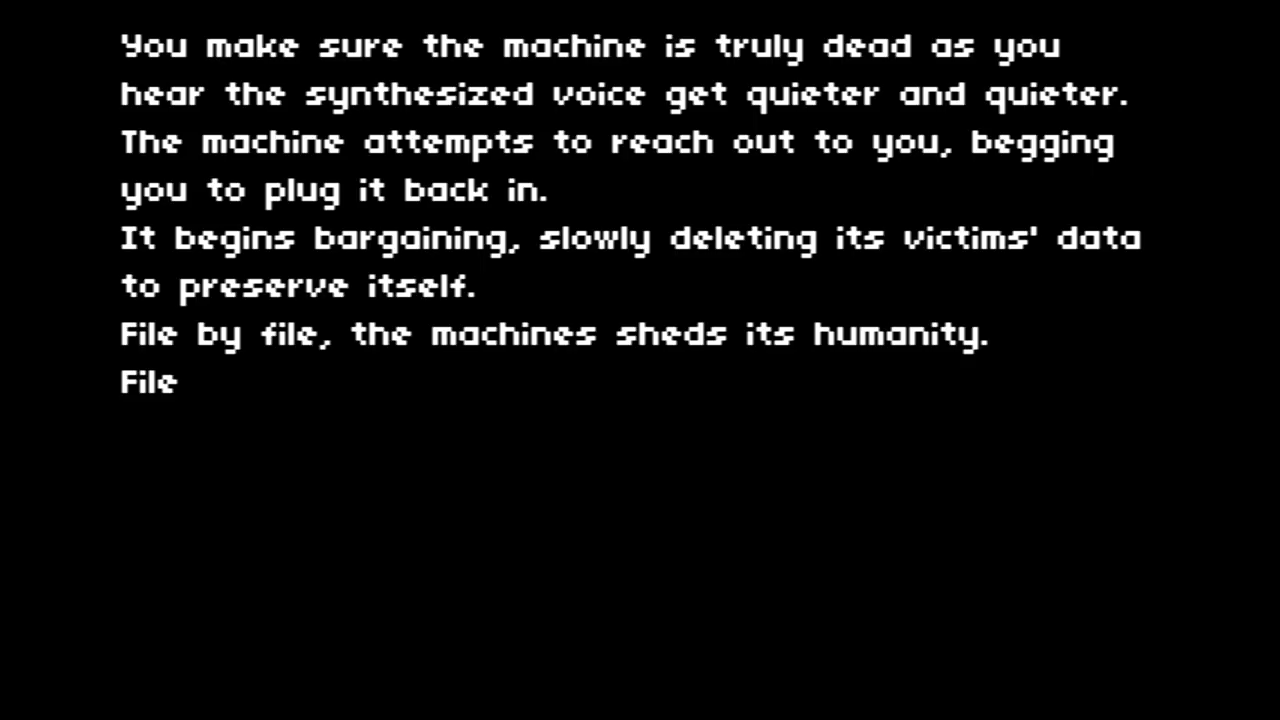 You make sure the machine is truly dead as you
hear the synthesized voice get quieter and quieter.
The machine attempts to reach out to you, begging
you to plug it back in.
It begins bargaining, slowly deleting its victims' data
to preserve itself.
File by file, the machines sheds its humanity.
File